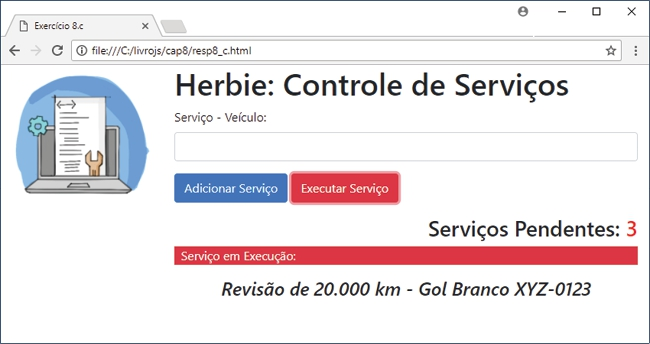 Exercício 8.c
file:///C:/livrojs/cap8/resp8_c.html
Herbie: Controle de Serviços
Serviço - Veículo:
Adicionar Serviço
Executar Serviço
Serviços Pendentes: 3
Serviço em Execução:
Revisão de 20.000 km - Gol Branco XYZ-0123